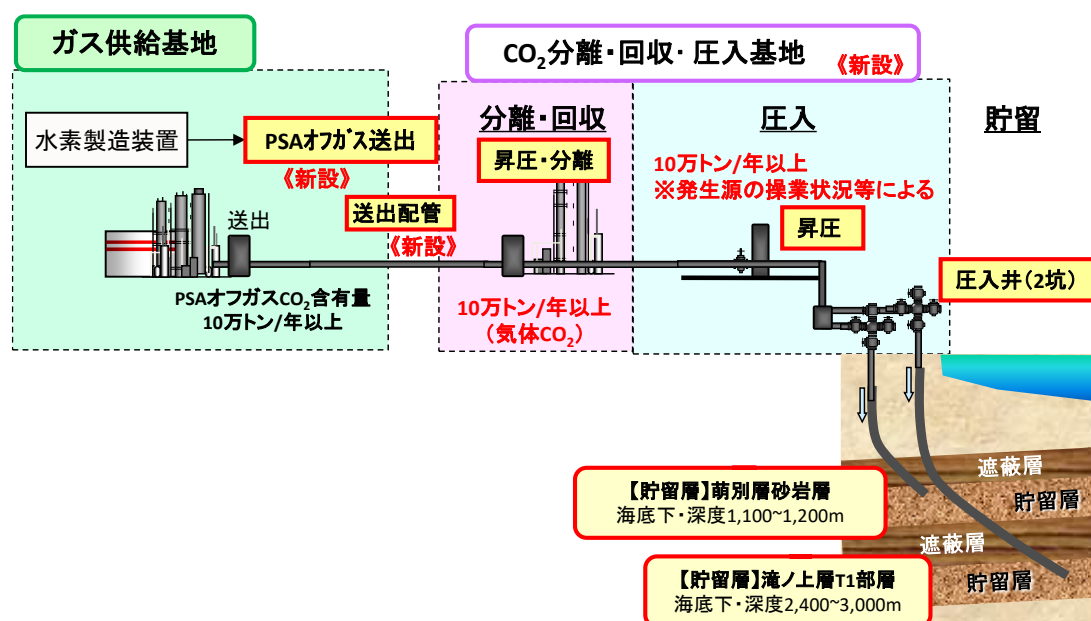 ガス供給基地
CO2分離・回収・圧入基地
《新設》
水素製造装置
PSAオフガス送出
《新設》
送出配管
《新設》
送出
PSAオフガスCO2含有量
10万トン/年以上
分離・回収
昇圧・分離
10万トン/年以上
(気体CO2)
圧入
10万トン/年以上
※発生源の操業状況等による
昇圧
貯留
圧入井(2坑)
遮蔽層
【貯留層】萌別層砂岩層
海底下・深度1,100~1,200m
貯留層
遮蔽層
【貯留層】滝ノ上層T1部層
海底下・深度2,400~3,000m
貯留層